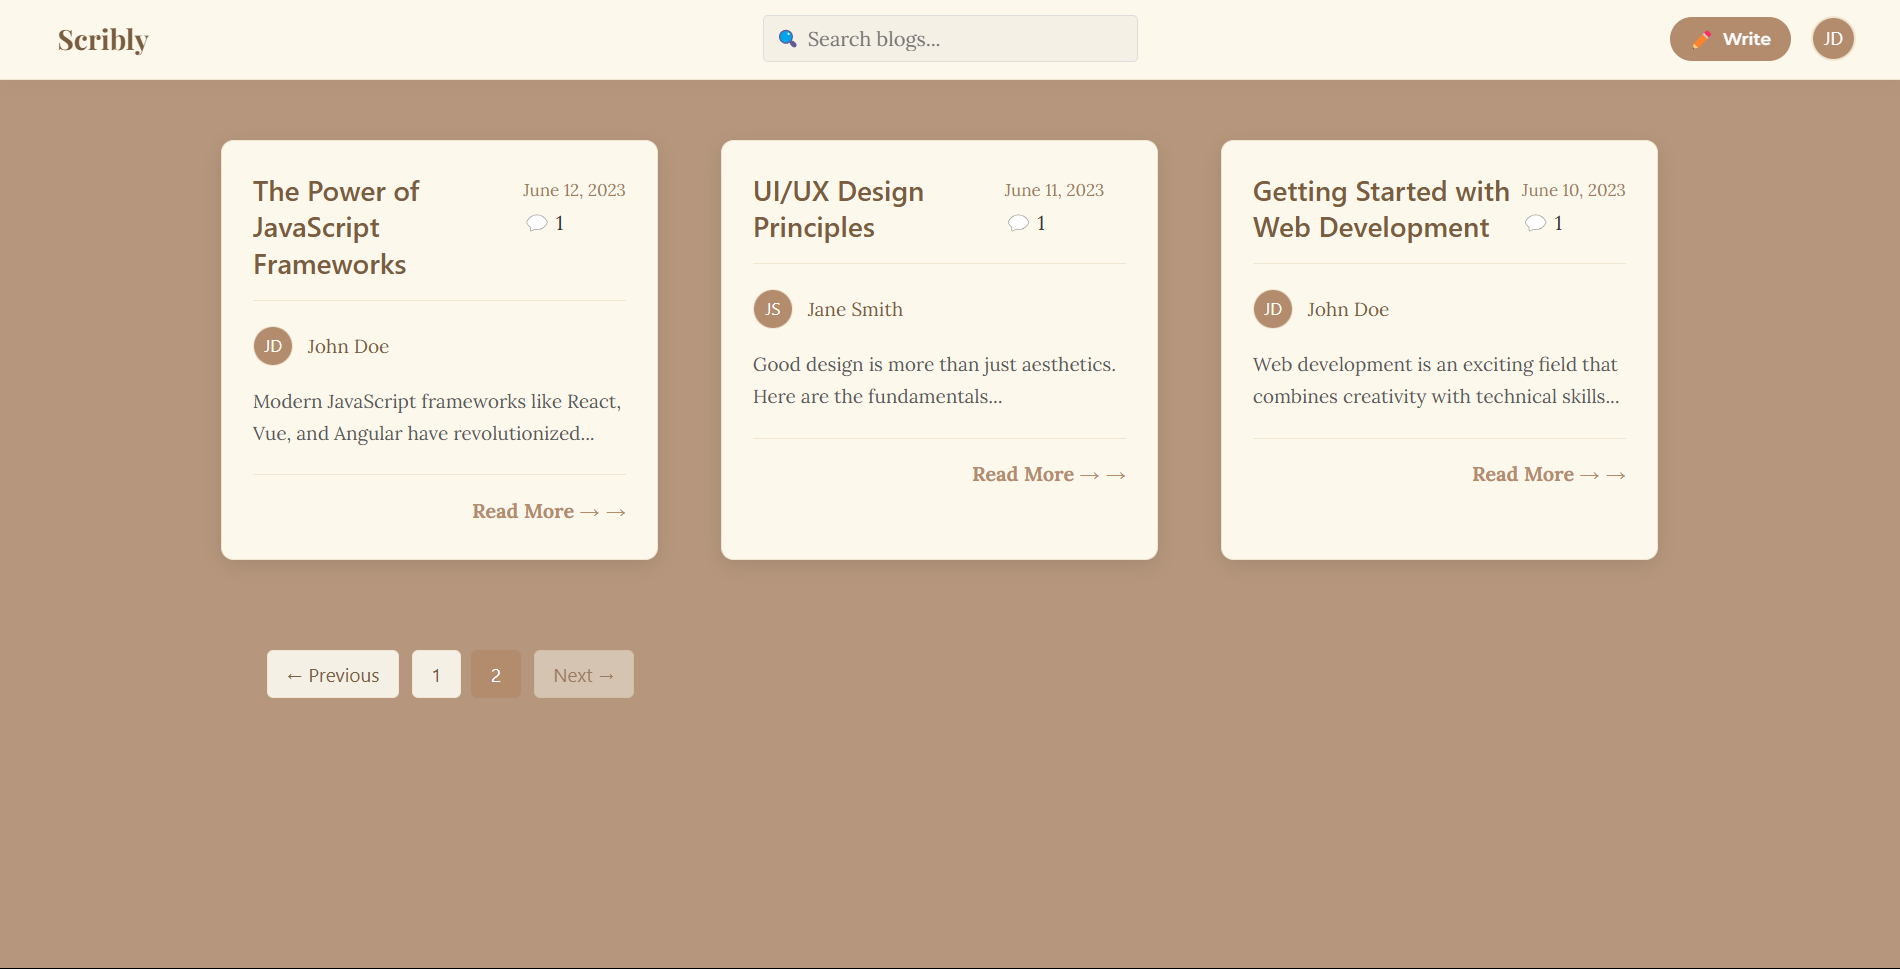 Scribly
Search blogs...
Write
JD
The Power of
JavaScript
Frameworks
June 12, 2023
1
JD
John Doe
Modern JavaScript frameworks like React,
Vue, and Angular have revolutionized...
Read More → →
UI/UX Design
Principles
June 11, 2023
1
JS
Jane Smith
Good design is more than just aesthetics.
Here are the fundamentals...
Read More → →
Getting Started with
Web Development
June 10, 2023
1
JD
John Doe
Web development is an exciting field that
combines creativity with technical skills...
Read More → →
← Previous
1
2
Next →